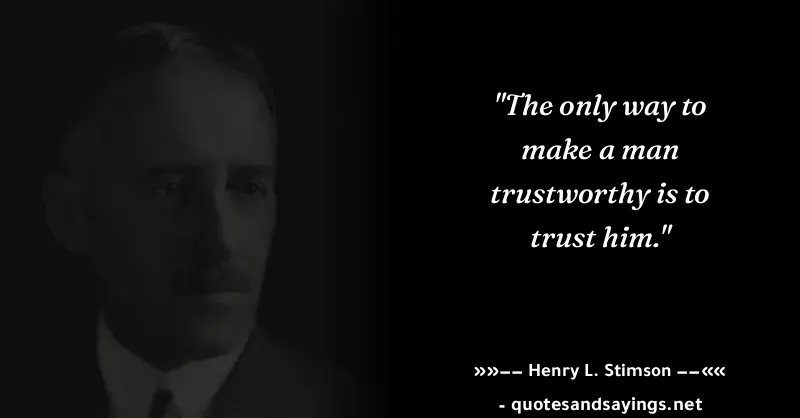 "The only way to
make a man
trustworthy is to
trust him."
»»–– Henry L. Stimson ––««
- quotesandsayings.net